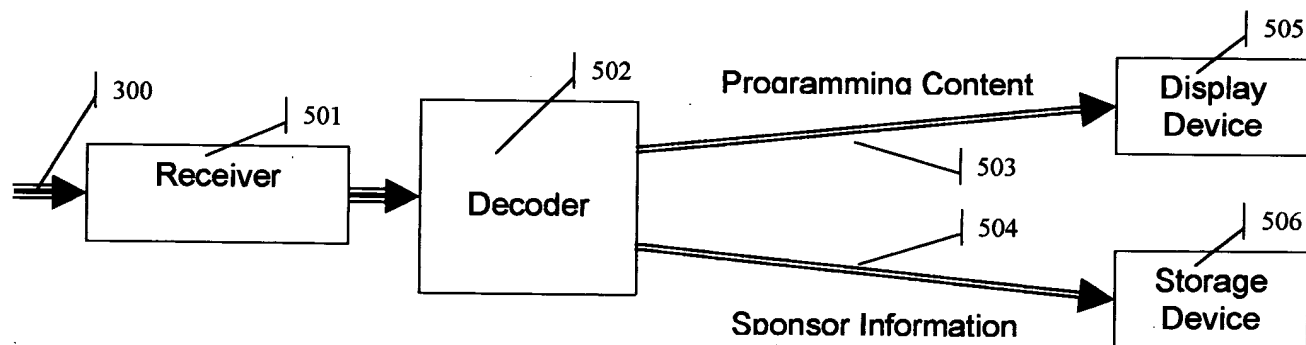 300
501
Receiver
502
Decoder
Programming Content
503
504
Sponsor Information
505
Display
Device
506
Storage
Device